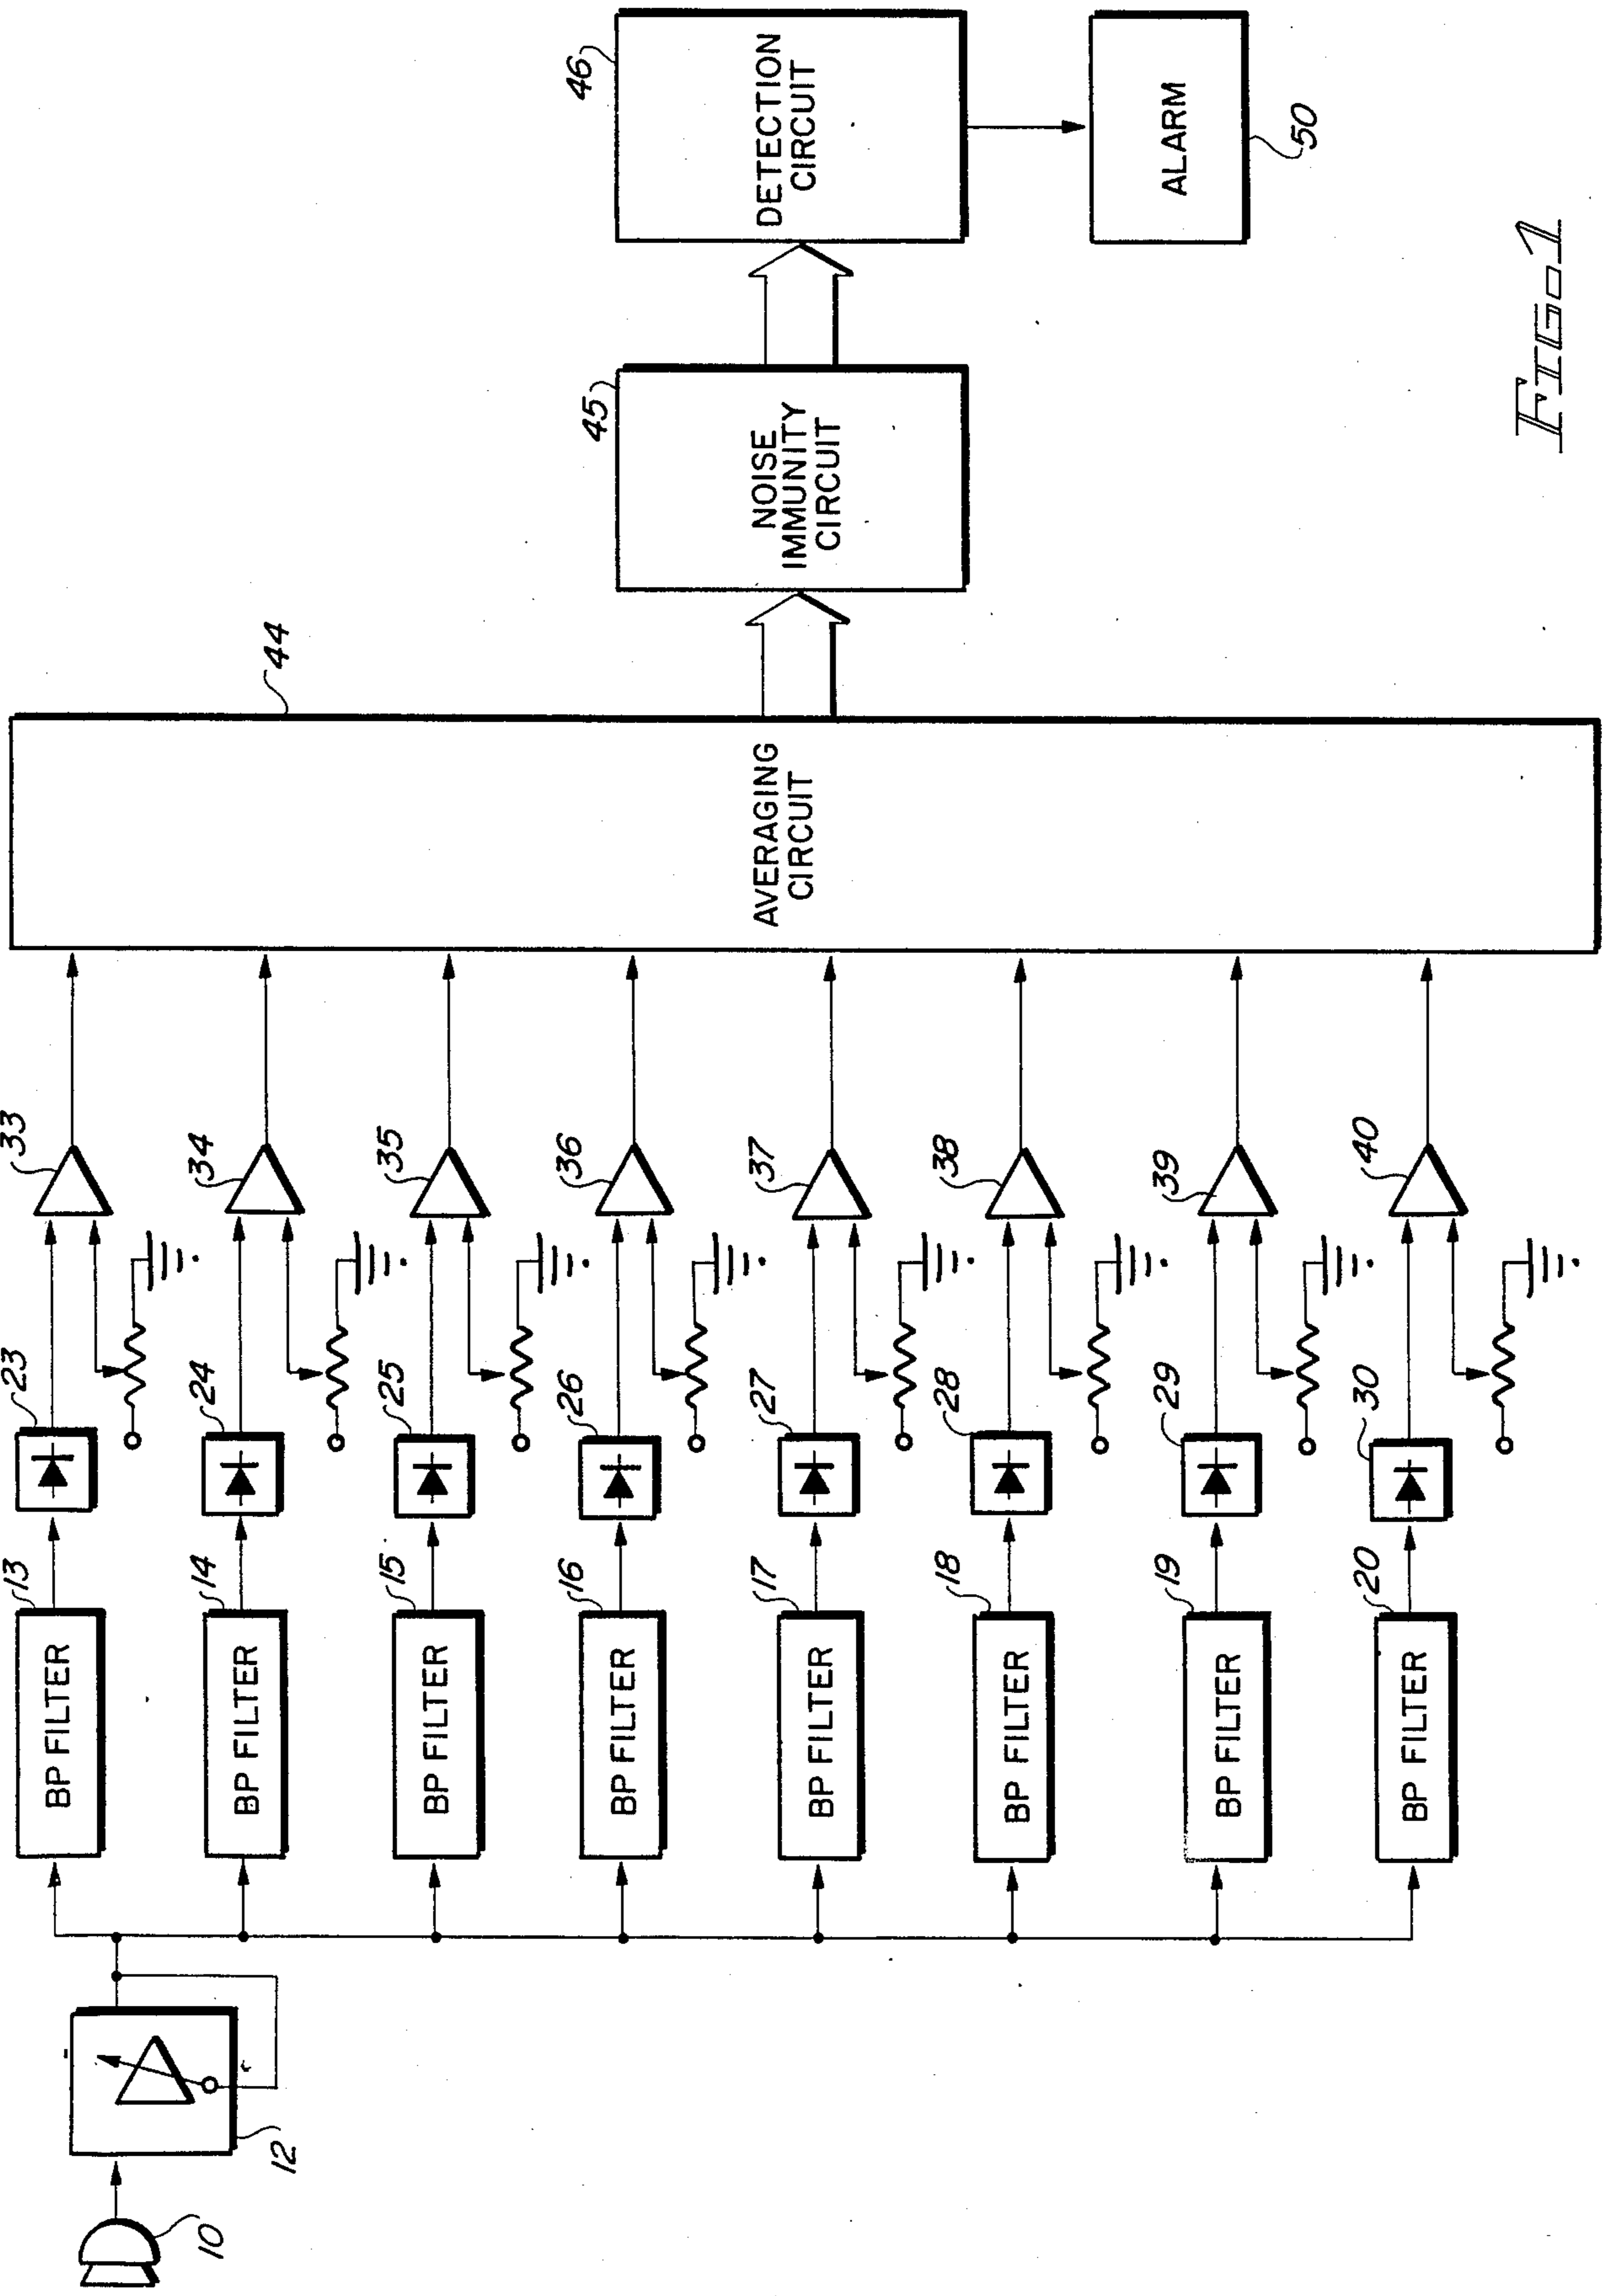 33
34
35
36
37
38
39
40
23
24
25
26
27
28
29
30
13
14
15
16
17
18
19
20
BP FILTER
BP FILTER
BP FILTER
BP FILTER
BP FILTER
BP FILTER
BP FILTER
BP FILTER
10
12
44
AVERAGING
CIRCUIT
45
NOISE
IMMUNITY
CIRCUIT
46
DETECTION
CIRCUIT
ALARM
50
FIG.1